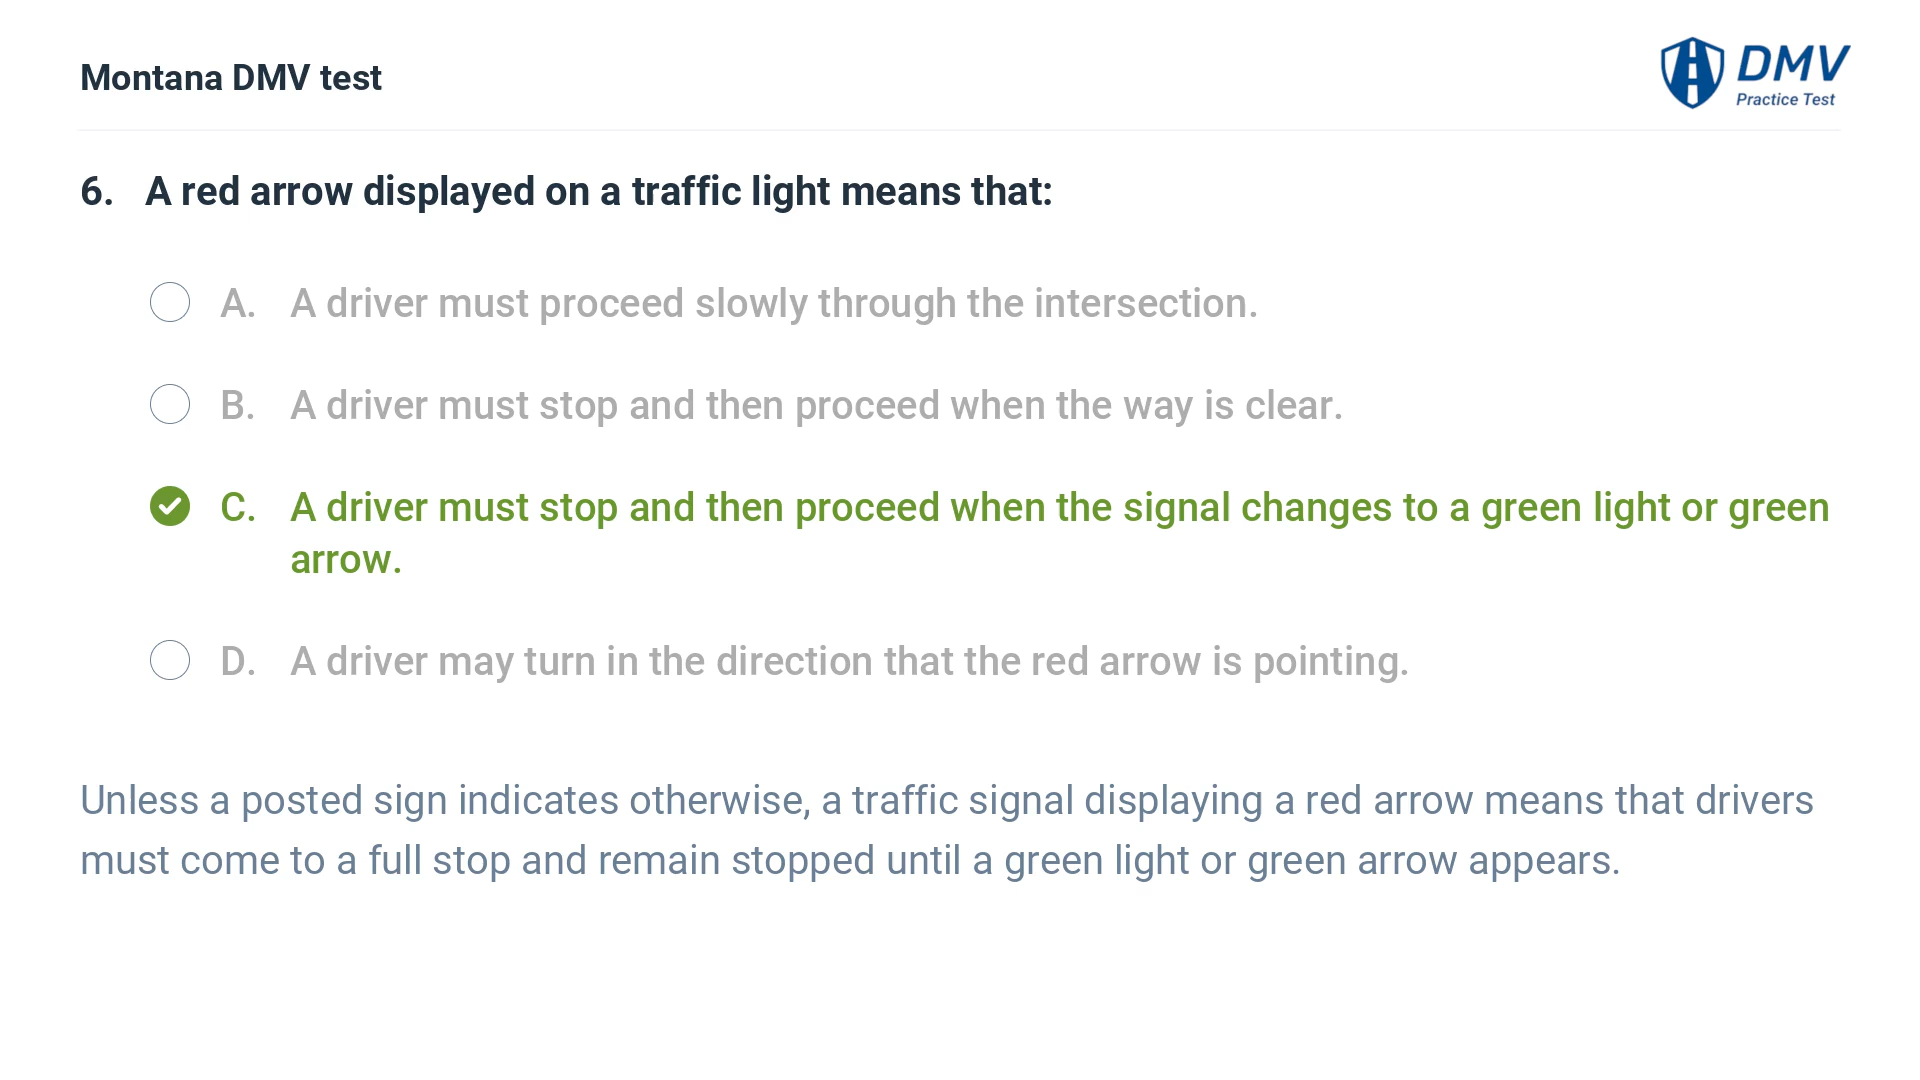 Montana DMV test
DMV
Practice Test
6. A red arrow displayed on a traffic light means that:
A. A driver must proceed slowly through the intersection.
B. A driver must stop and then proceed when the way is clear.
C. A driver must stop and then proceed when the signal changes to a green light or green
arrow.
D. A driver may turn in the direction that the red arrow is pointing.
Unless a posted sign indicates otherwise, a traffic signal displaying a red arrow means that drivers
must come to a full stop and remain stopped until a green light or green arrow appears.